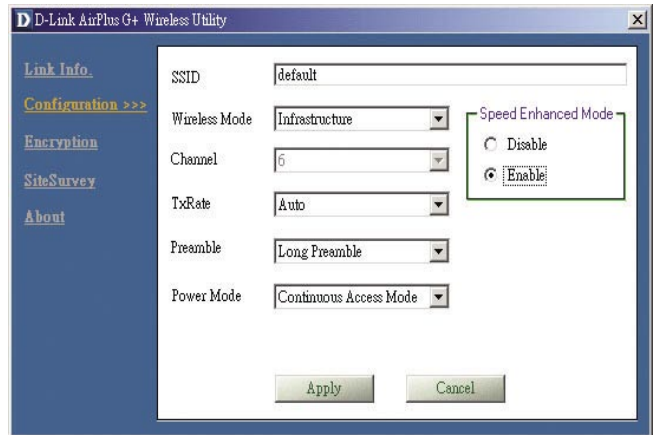 D D-Link AirPlus G+ Wireless Utility
Link Info.
Configuration >>>
Encryption
SiteSurvey
About
SSID
default
Wireless Mode
Infrastructure
Channel
6
TxRate
Auto
Preamble
Long Preamble
Power Mode
Continuous Access Mode
Speed Enhanced Mode
Disable
Enable
Apply
Cancel